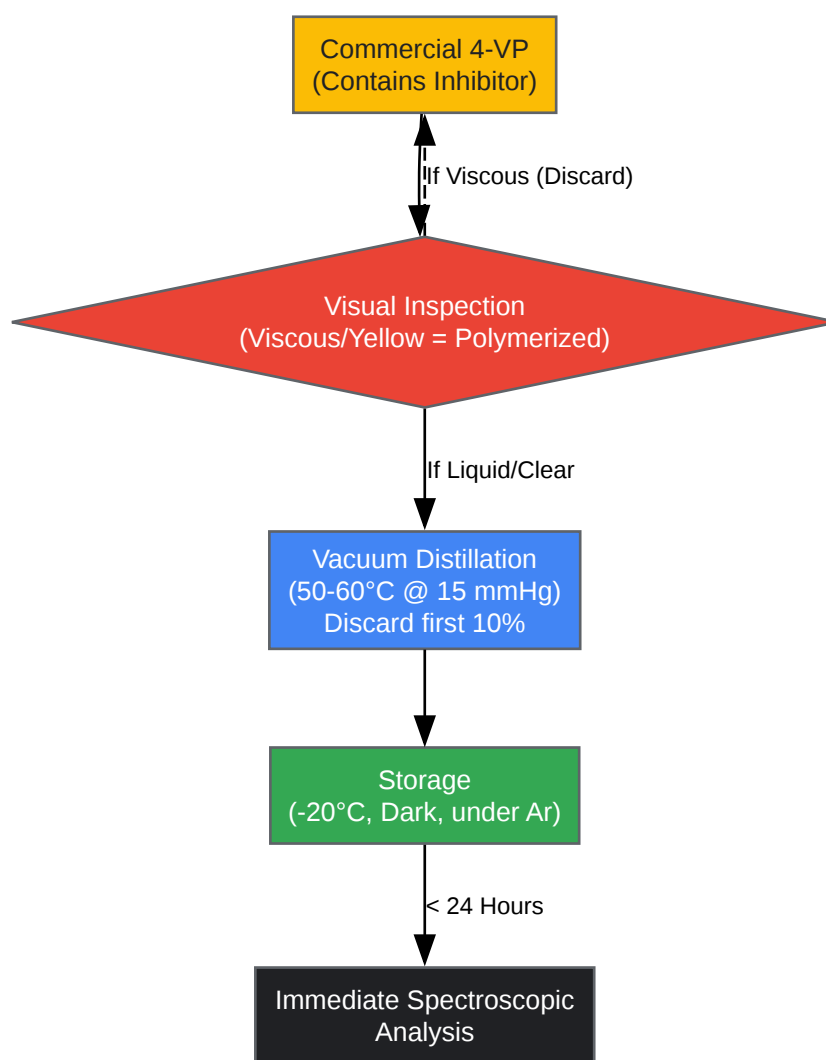 Commercial 4-VP
(Contains Inhibitor)
If Viscous (Discard)
Visual Inspection
(Viscous/Yellow = Polymerized)
If Liquid/Clear
Vacuum Distillation
(50-60°C @ 15 mmHg)
Discard first 10%
Storage
(-20°C, Dark, under Ar)
< 24 Hours
Immediate Spectroscopic
Analysis